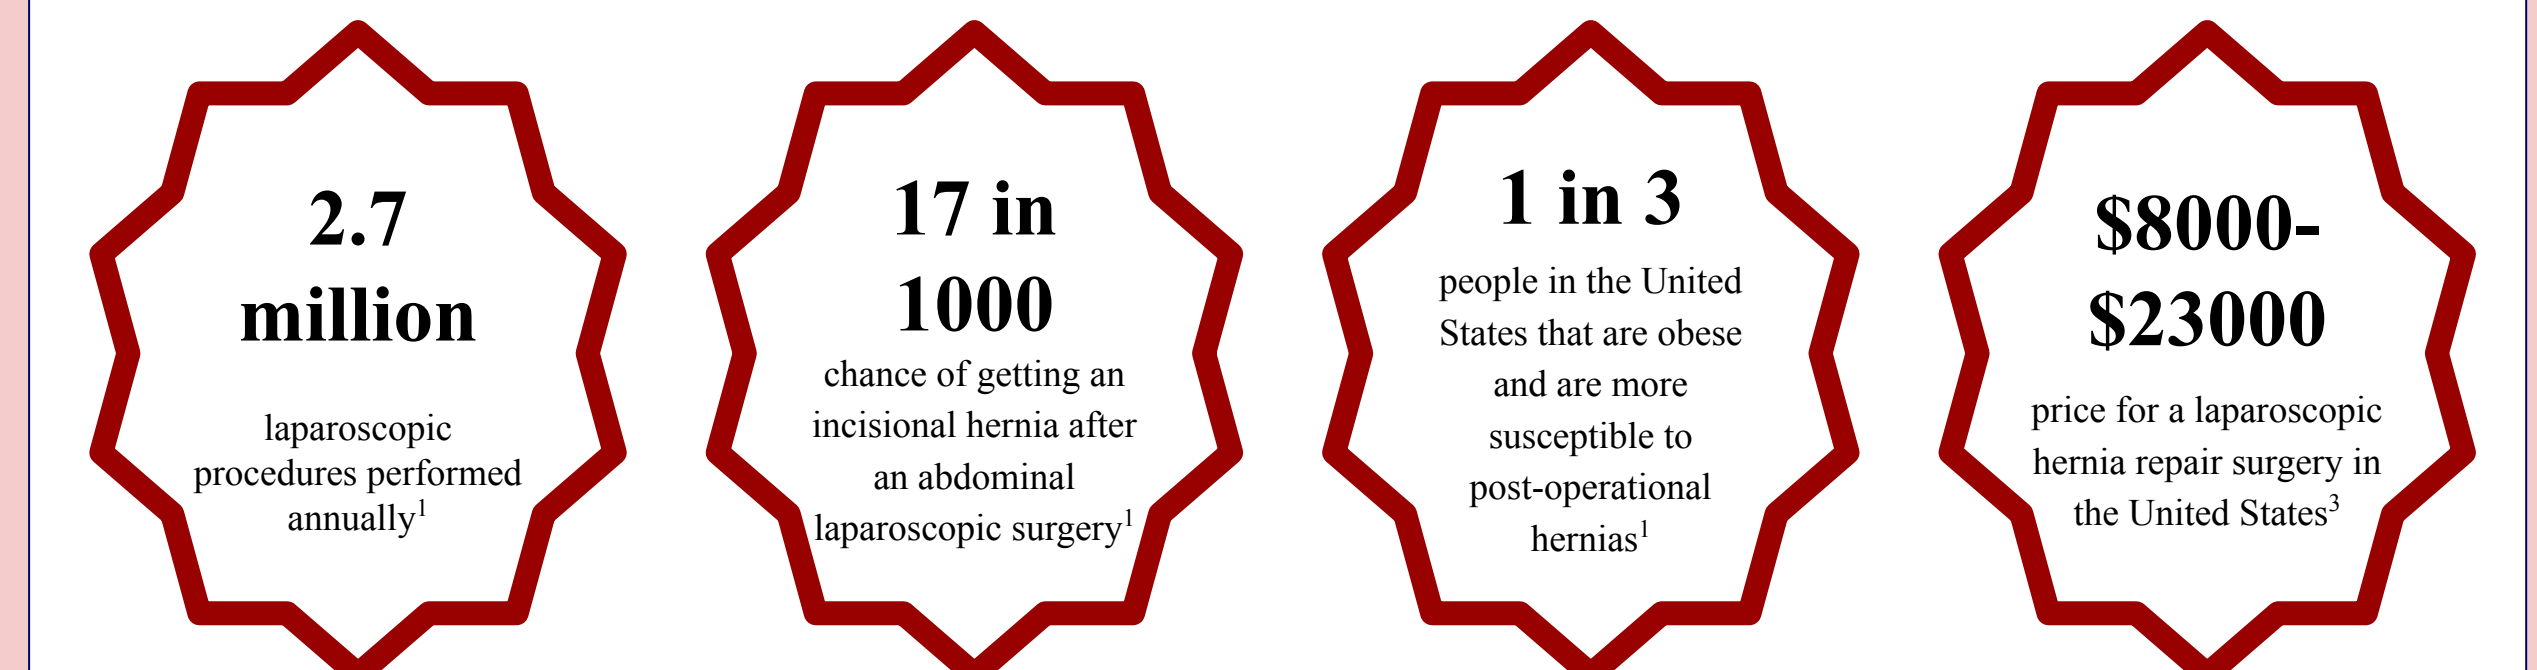 2.7
million
laparoscopic
procedures performed
annually¹
17 in
1000
chance of getting an
incisional hernia after
an abdominal
laparoscopic surgery¹
1 in 3
people in the United
States that are obese
and are more
susceptible to
post-operational
hernias¹
$8000-
$23000
price for a laparoscopic
hernia repair surgery in
the United States³